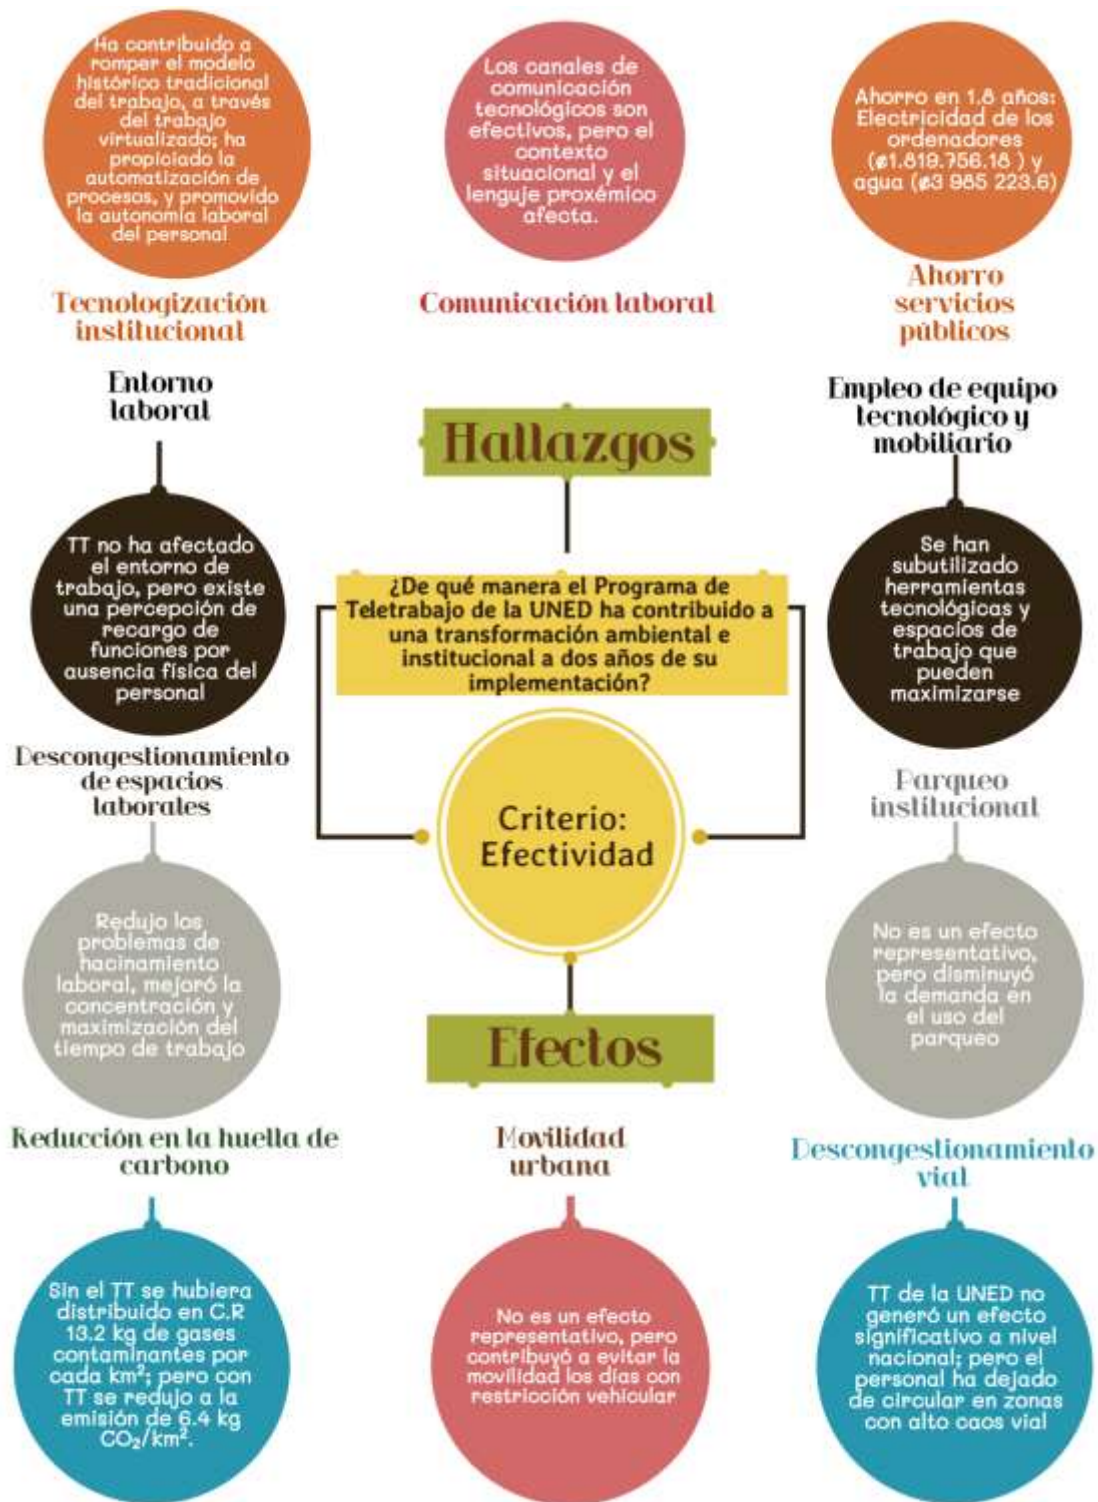 Ha contribuido a
romper el modelo
histórico tradicional
del trabajo, a través
del trabajo
virtualizado; ha
propiciado la
automatización de
procesos, y promovido
la autonomía laboral
del personal
Tecnologización
institucional
Los canales de
comunicación
tecnológicos son
efectivos, pero el
contexto
situacional y el
lenguje proxémico
afecta.
Comunicación laboral
Ahorro en 1.8 años:
Electricidad de los
ordenadores
(₡1.819.756.18 ) y
agua (₡3 985 223.6)
Ahorro
servicios
públicos
Entorno
laboral
TT no ha afectado
el entorno de
trabajo, pero existe
una percepción de
recargo de
funciones por
ausencia física del
personal
Hallazgos
¿De qué manera el Programa de
Teletrabajo de la UNED ha contribuido a
una transformación ambiental e
institucional a dos años de su
implementación?
Empleo de equipo
tecnológico y
mobiliario
Se han
subutilizado
herramientas
tecnológicas y
espacios de
trabajo que
pueden
maximizarse
Descongestionamiento
de espacios
laborales
Redujo los
problemas de
hacinamiento
laboral, mejoró la
concentración y
maximización del
tiempo de trabajo
Criterio:
Efectividad
Parqueo
institucional
No es un efecto
representativo,
pero disminuyó
la demanda en
el uso del
parqueo
Efectos
Reducción en la huella de
carbono
Sin el TT se hubiera
distribuido en C.R
13.2 kg de gases
contaminantes por
cada km²; pero con
TT se redujo a la
emisión de 6.4 kg
CO₂/km².
Movilidad
urbana
No es un efecto
representativo, pero
contribuyó a evitar la
movilidad los días con
restricción vehicular
Descongestionamiento
vial
TT de la UNED no
generó un efecto
significativo a nivel
nacional; pero el
personal ha dejado
de circular en zonas
con alto caos vial